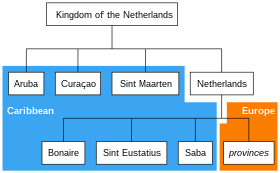 Kingdom of the Netherlands
Aruba
Curaçao
Sint Maarten
Netherlands
Caribbean
Europe
Bonaire
Sint Eustatius
Saba
provinces